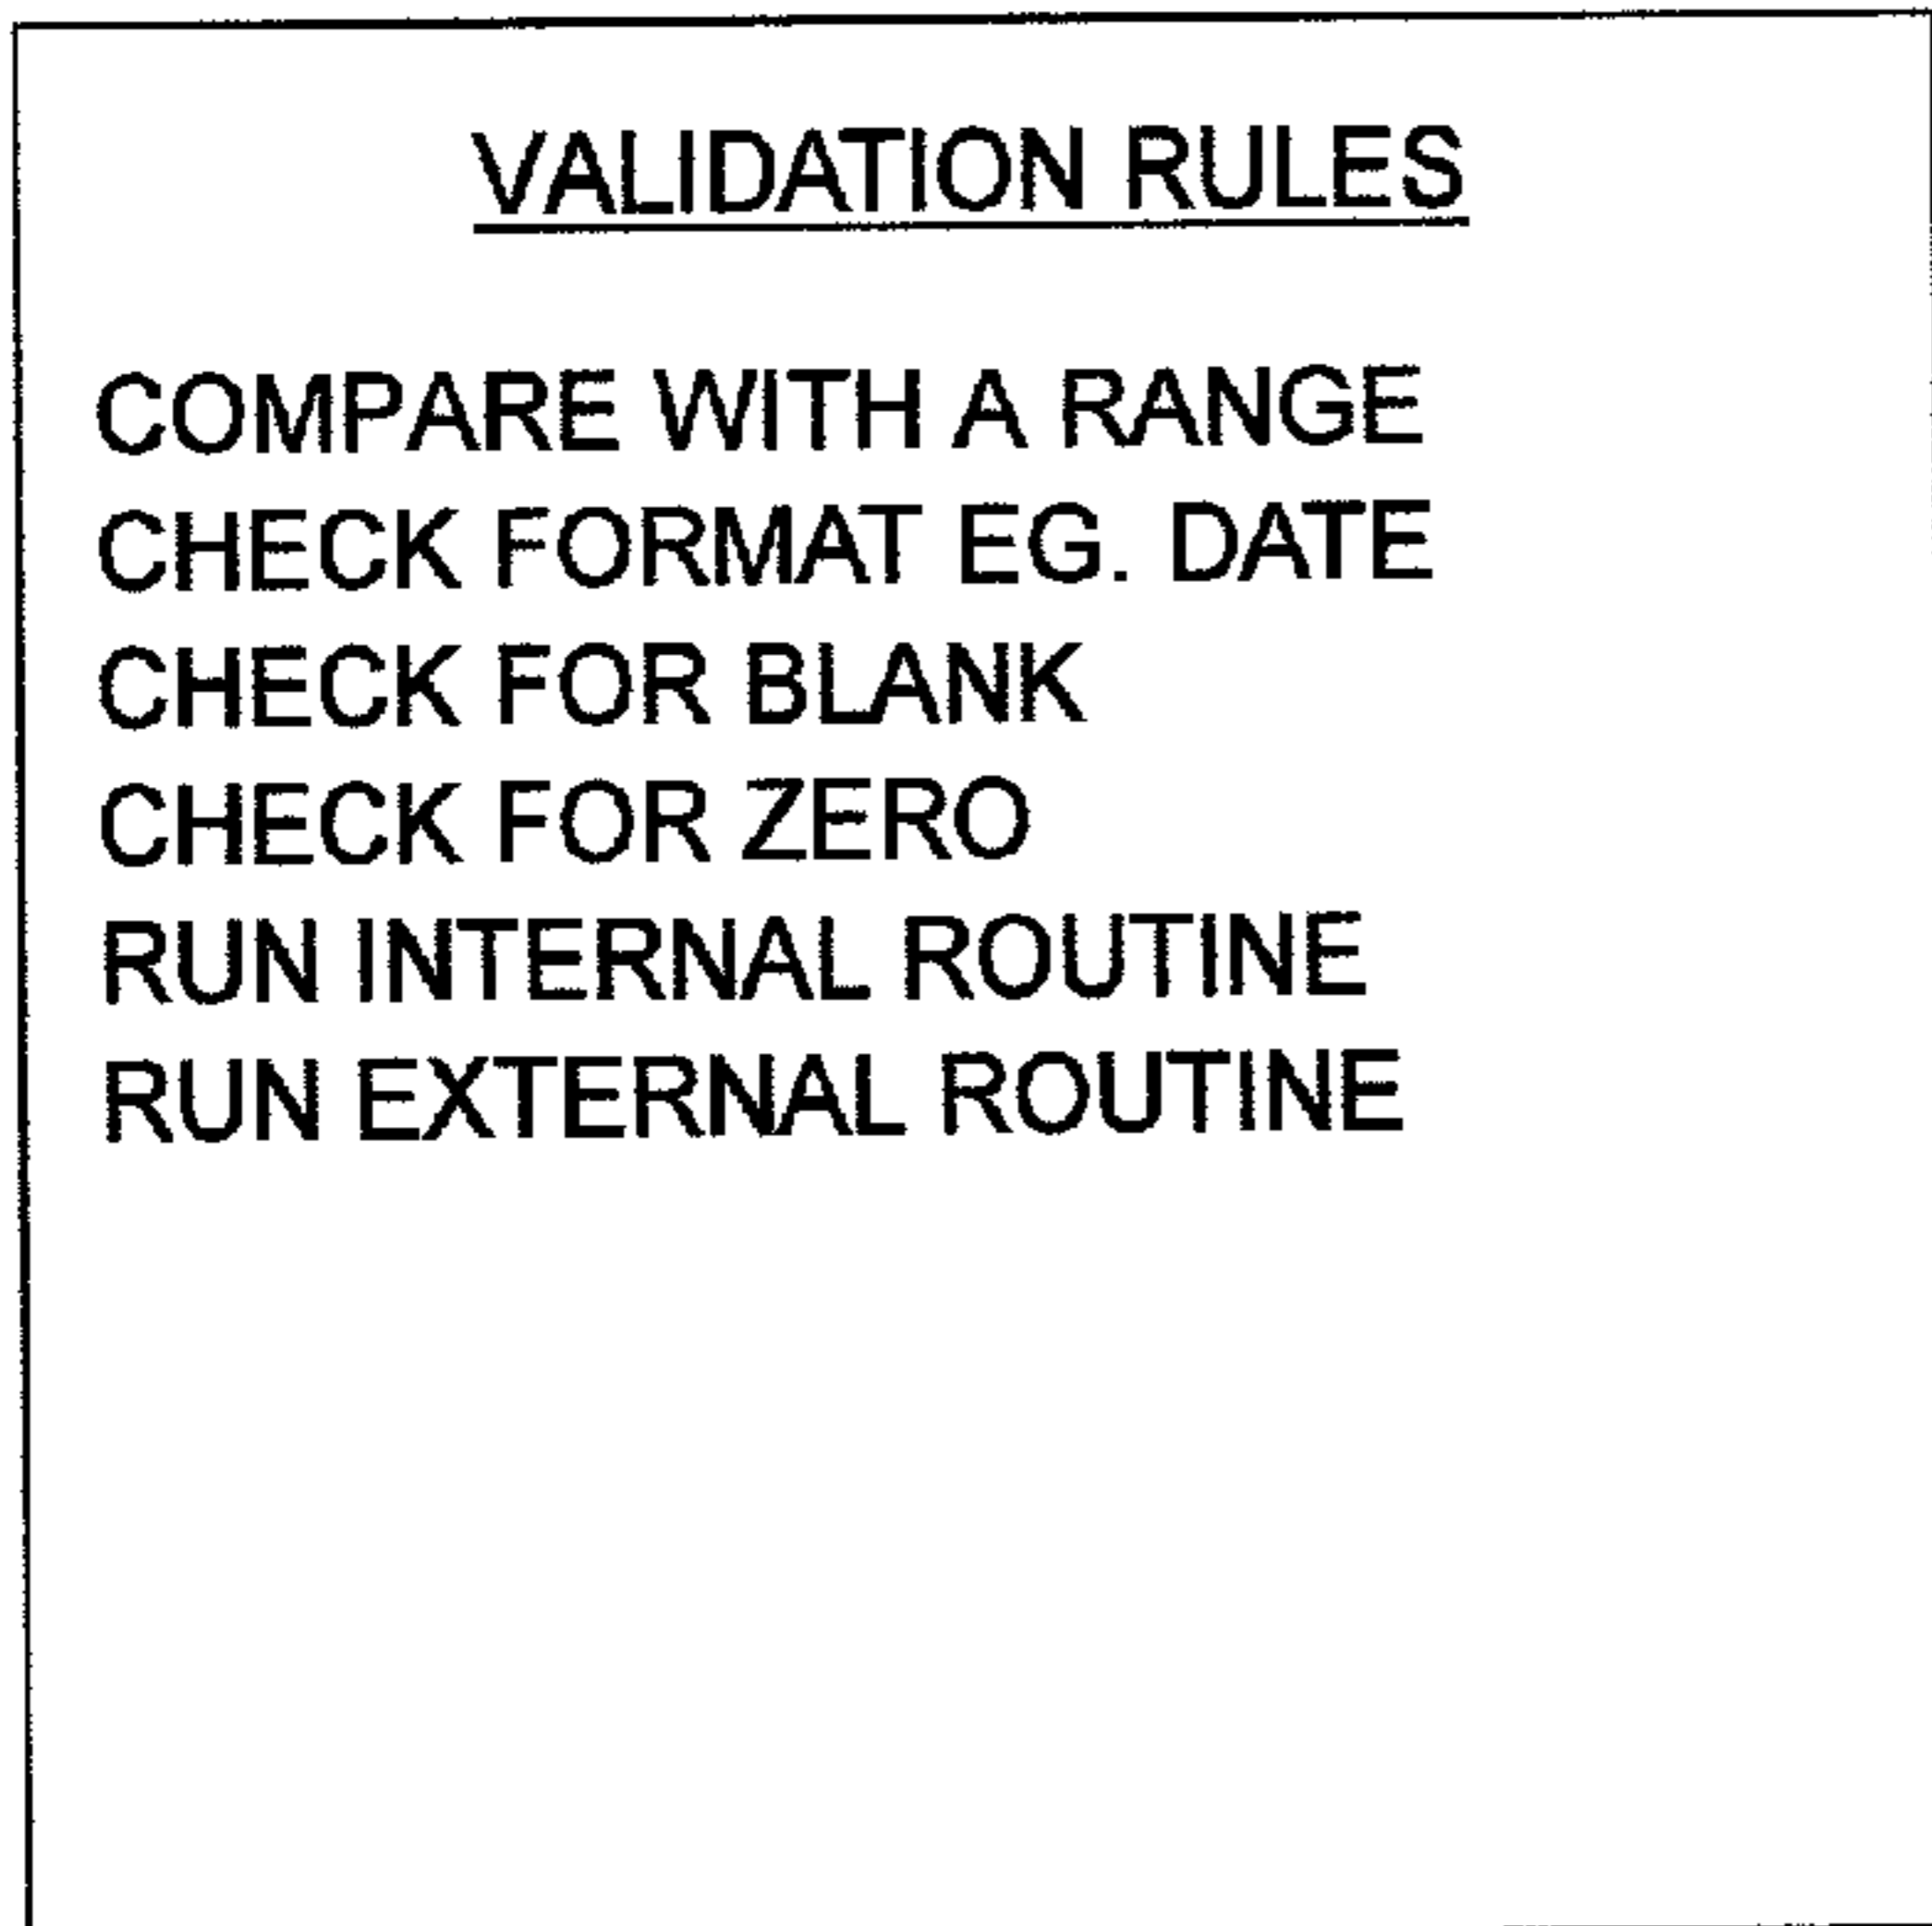 VALIDATION RULES
COMPARE WITH A RANGE
CHECK FORMAT EG. DATE
CHECK FOR BLANK
CHECK FOR ZERO
RUN INTERNAL ROUTINE
RUN EXTERNAL ROUTINE